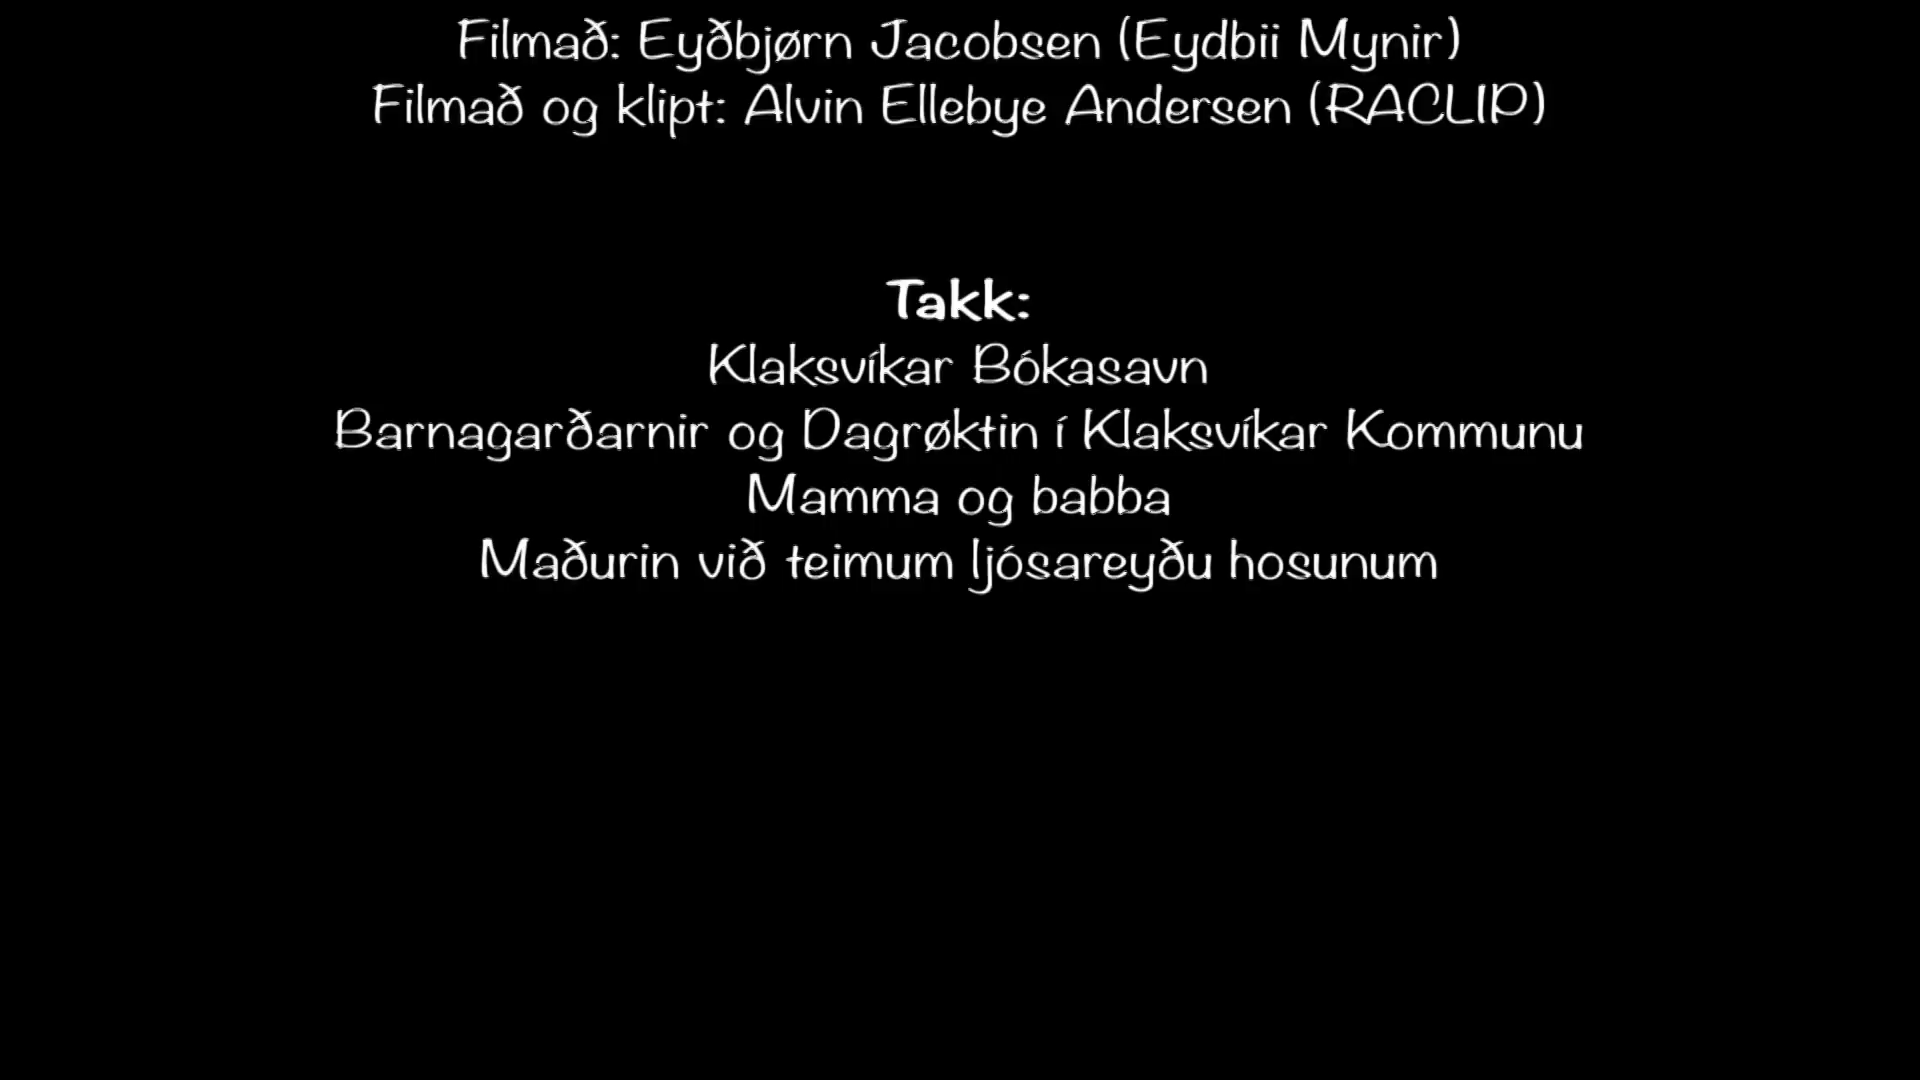 Filmað: Eyðbjørn Jacobsen (Eydbii Mynir)
Filmað og klipt: Alvin Ellebye Andersen (RACLIP)
Takk:
Klaksvíkar Bókasavn
Barnagarðarnir og Dagrøktin í Klaksvíkar Kommunu
Mamma og babba
Maðurin við teimum ljósareyðu hosunum